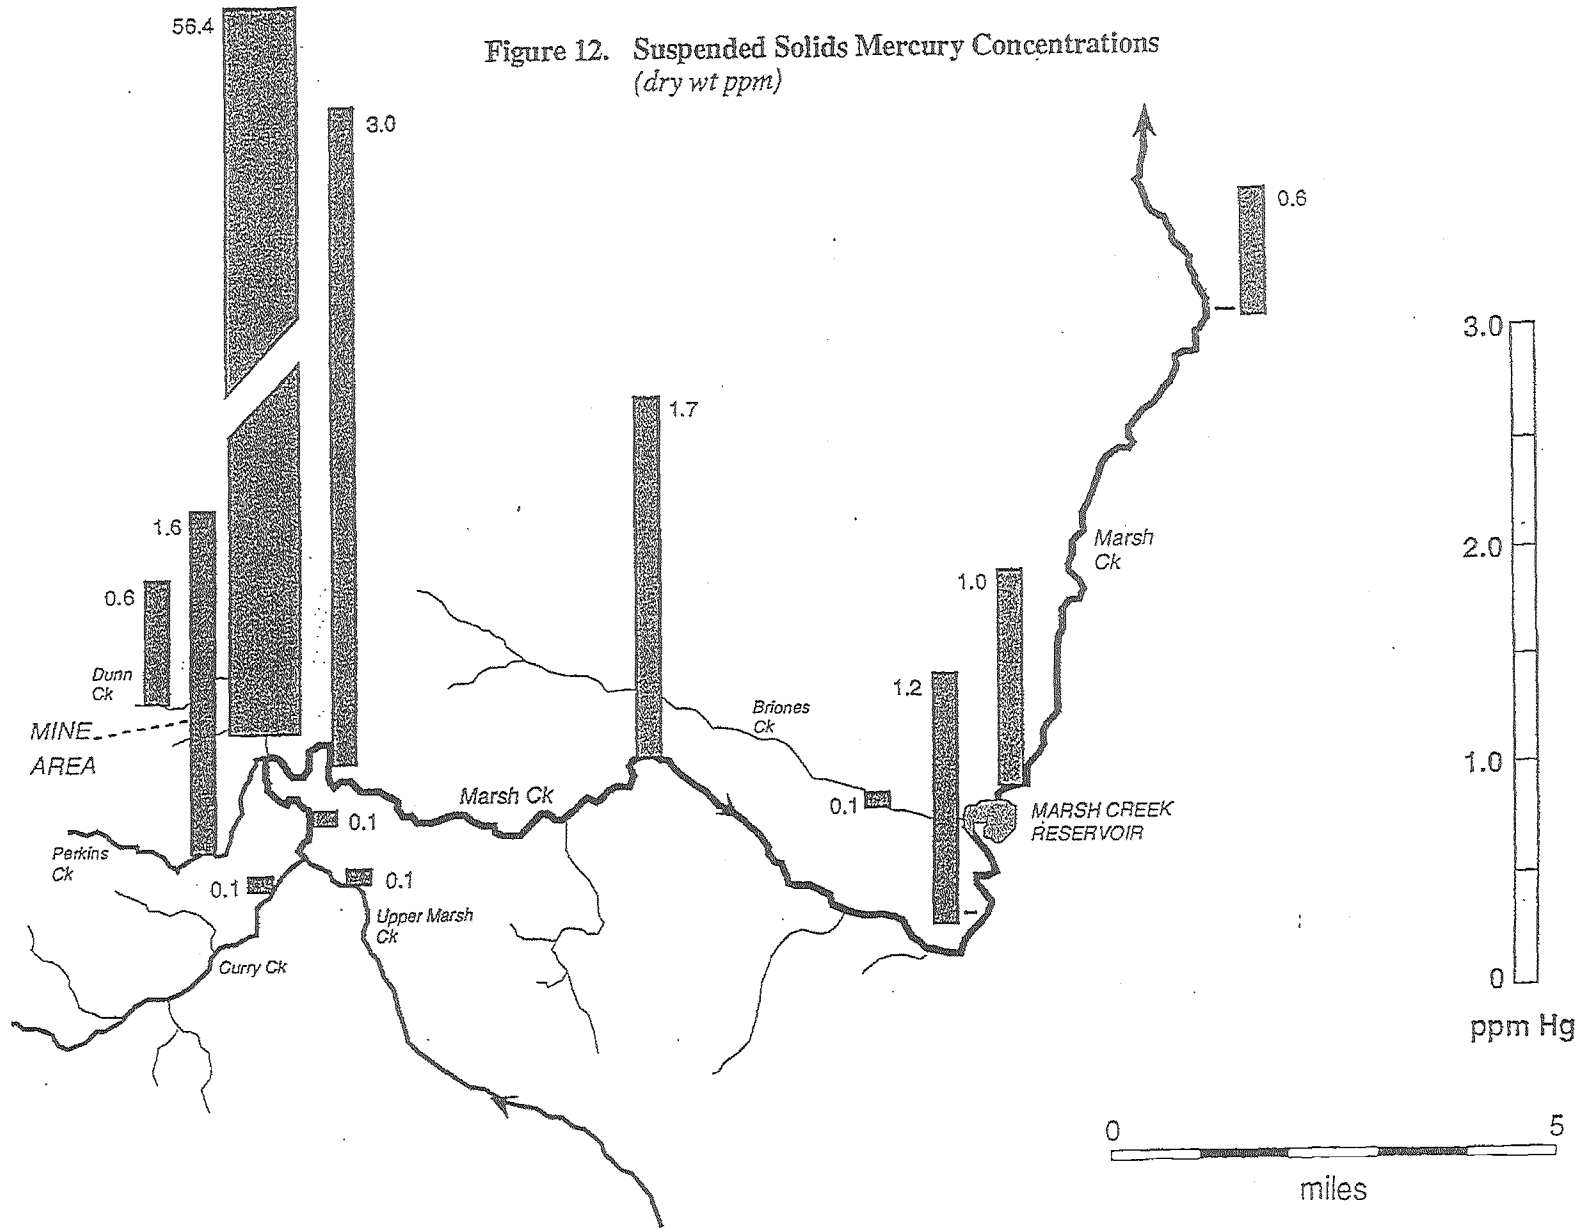 56.4
Figure 12. Suspended Solids Mercury Concentrations
(dry wt ppm)
3.0
0.6
3.0
1.7
1.6
Marsh
Ck
2.0
0.6
1.0
Dunn
Ck
1.2
Briones
Ck
MINE
AREA
1.0
Marsh Ck
0.1
MARSH CREEK
RESERVOIR
0.1
Perkins
Ck
0.1
0.1
Upper Marsh
Ck
Curry Ck
0
ppm Hg
0
5
miles